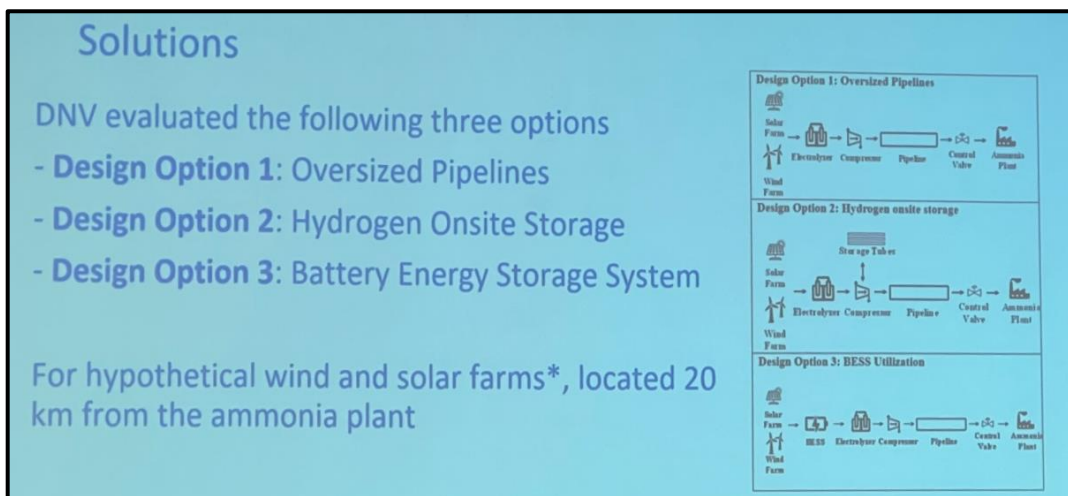 Solutions
DNV evaluated the following three options
- Design Option 1: Oversized Pipelines
- Design Option 2: Hydrogen Onsite Storage
- Design Option 3: Battery Energy Storage System
For hypothetical wind and solar farms*, located 20
km from the ammonia plant
Design Option 1: Oversized Pipelines
Solar
Farm
Electrolyzer Compressor Pipeline Control Ammonia
Valve Plant
Wind
Farm
Design Option 2: Hydrogen onsite storage
Storage Tubes
Solar
Farm
Electrolyzer Compressor Pipeline Control Ammonia
Valve Plant
Wind
Farm
Design Option 3: BESS Utilization
Solar
Farm
BESS Electrolyzer Compressor Pipeline Control Ammonia
Valve Plant
Wind
Farm